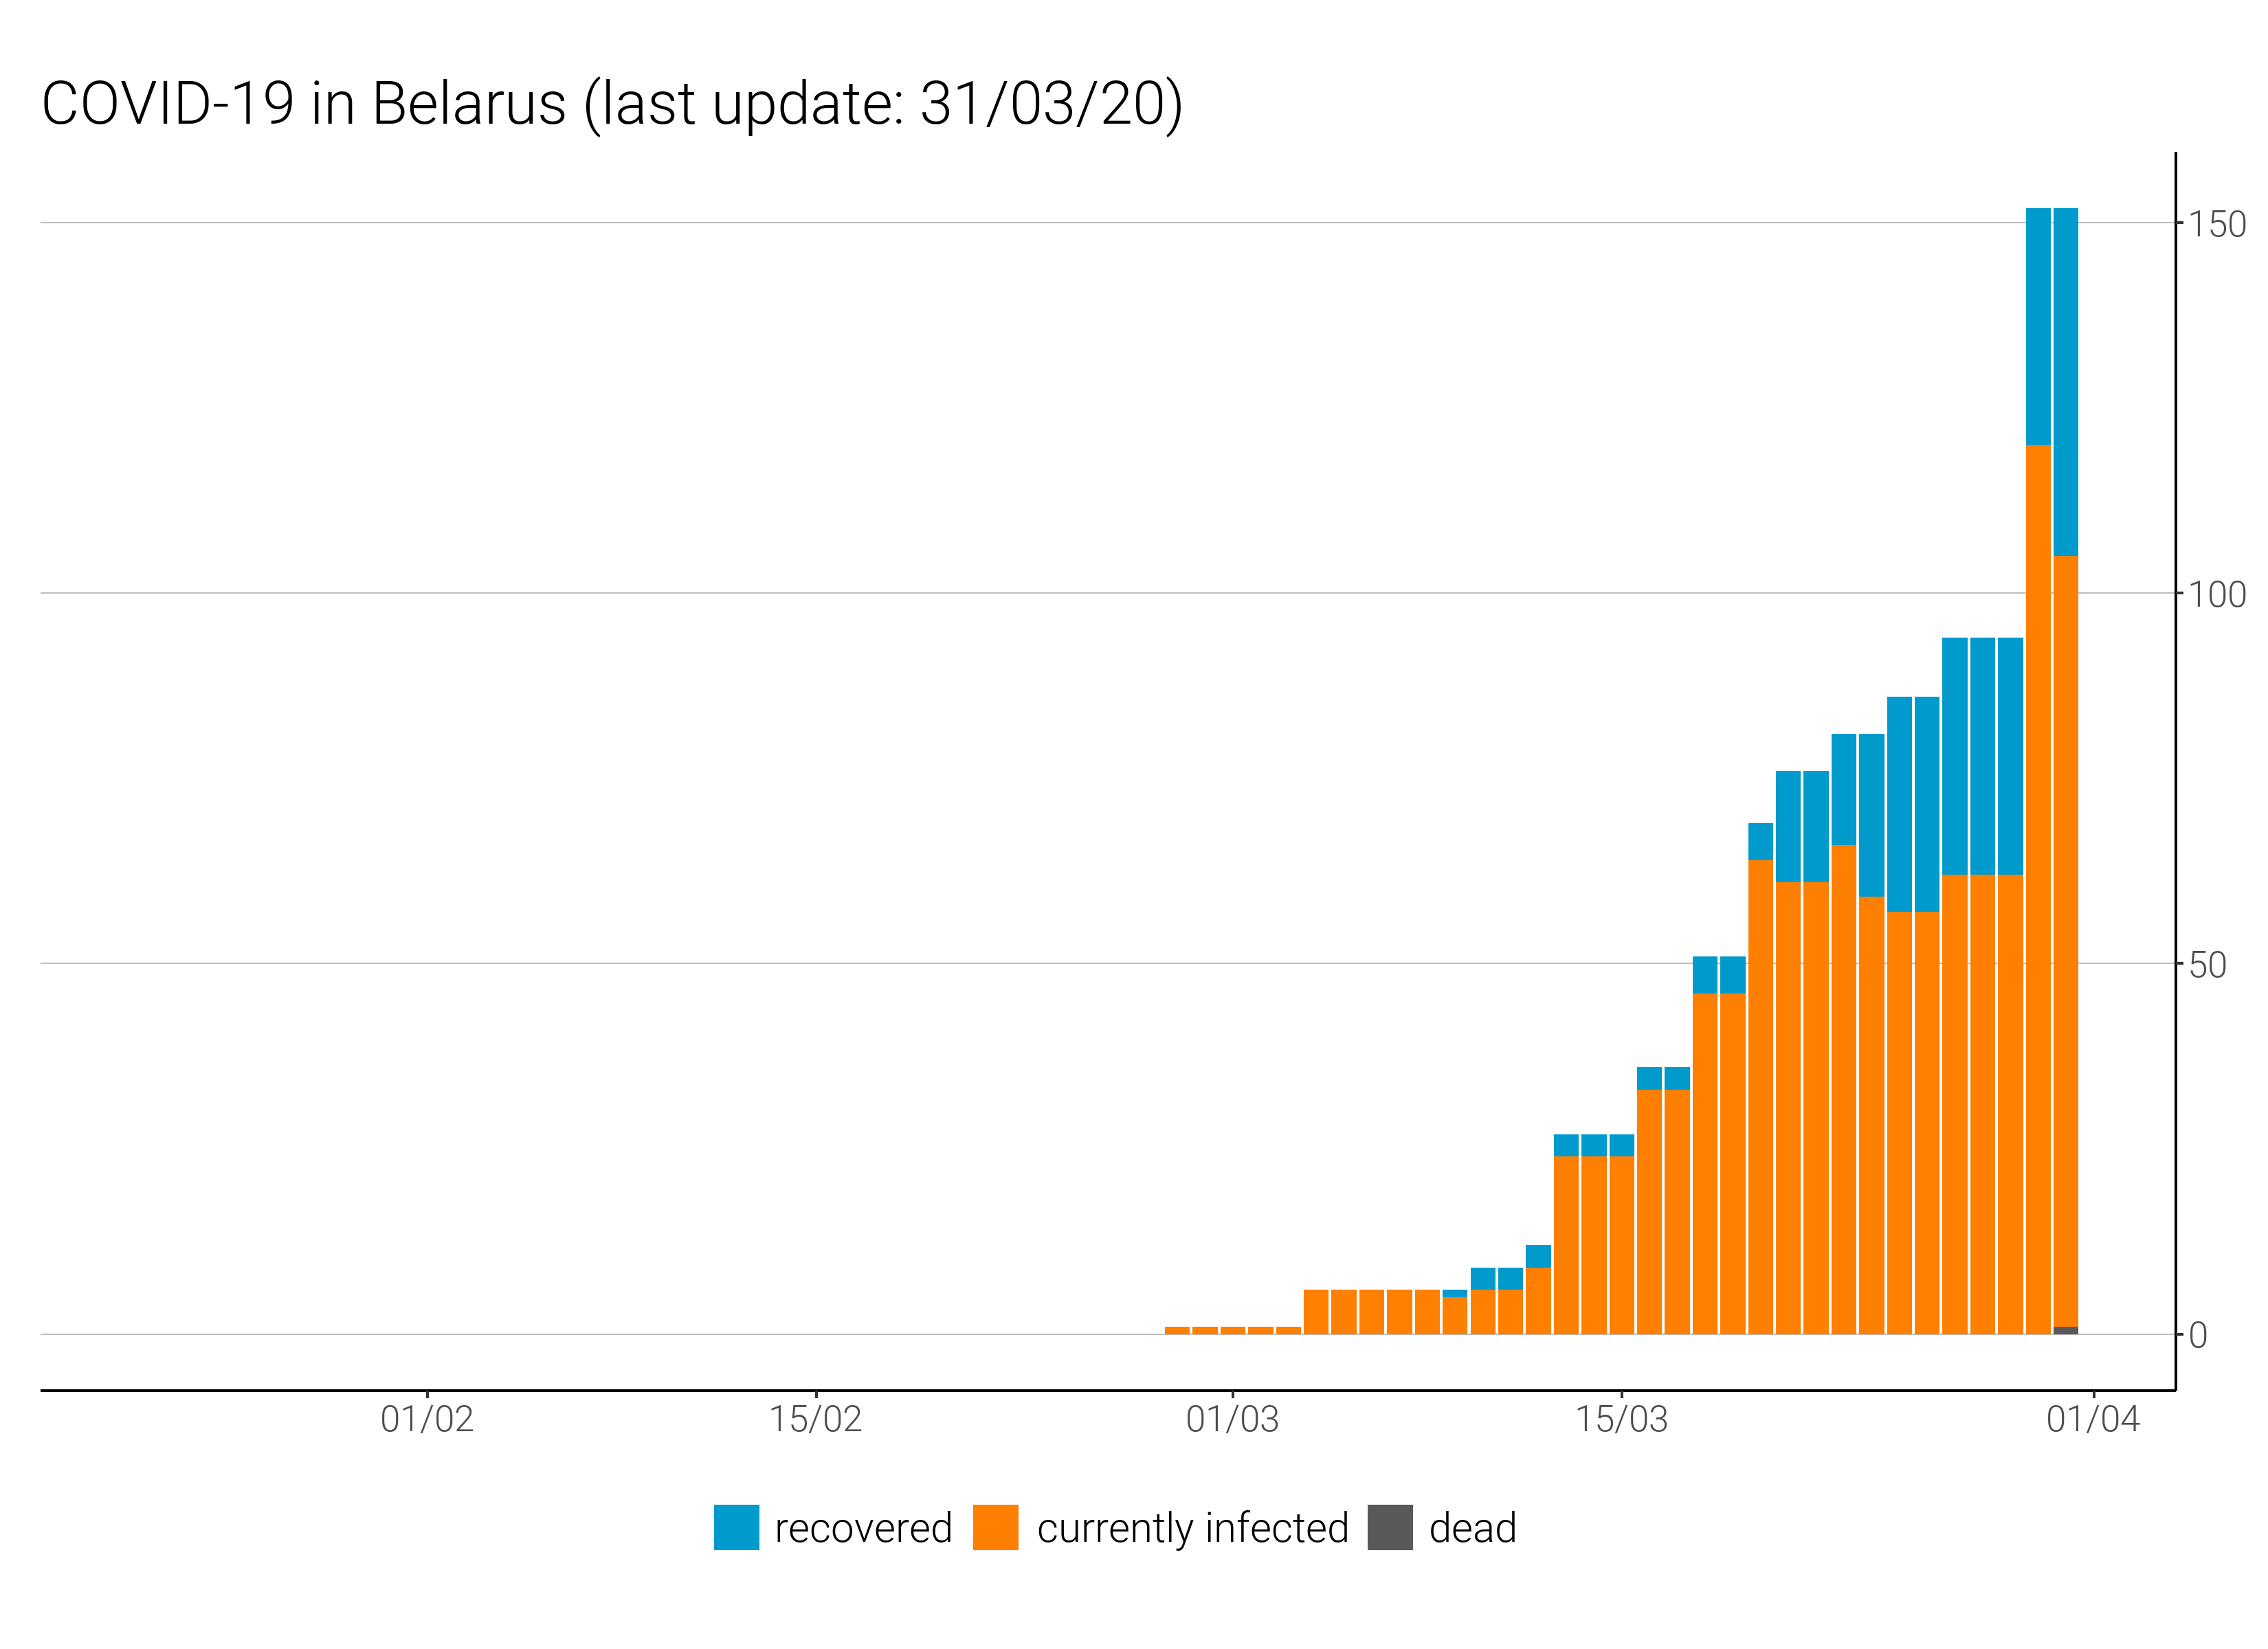 COVID-19 in Belarus (last update: 31/03/20)
150
100
50
0
01/02 15/02 01/03 15/03 01/04
recovered currently infected dead